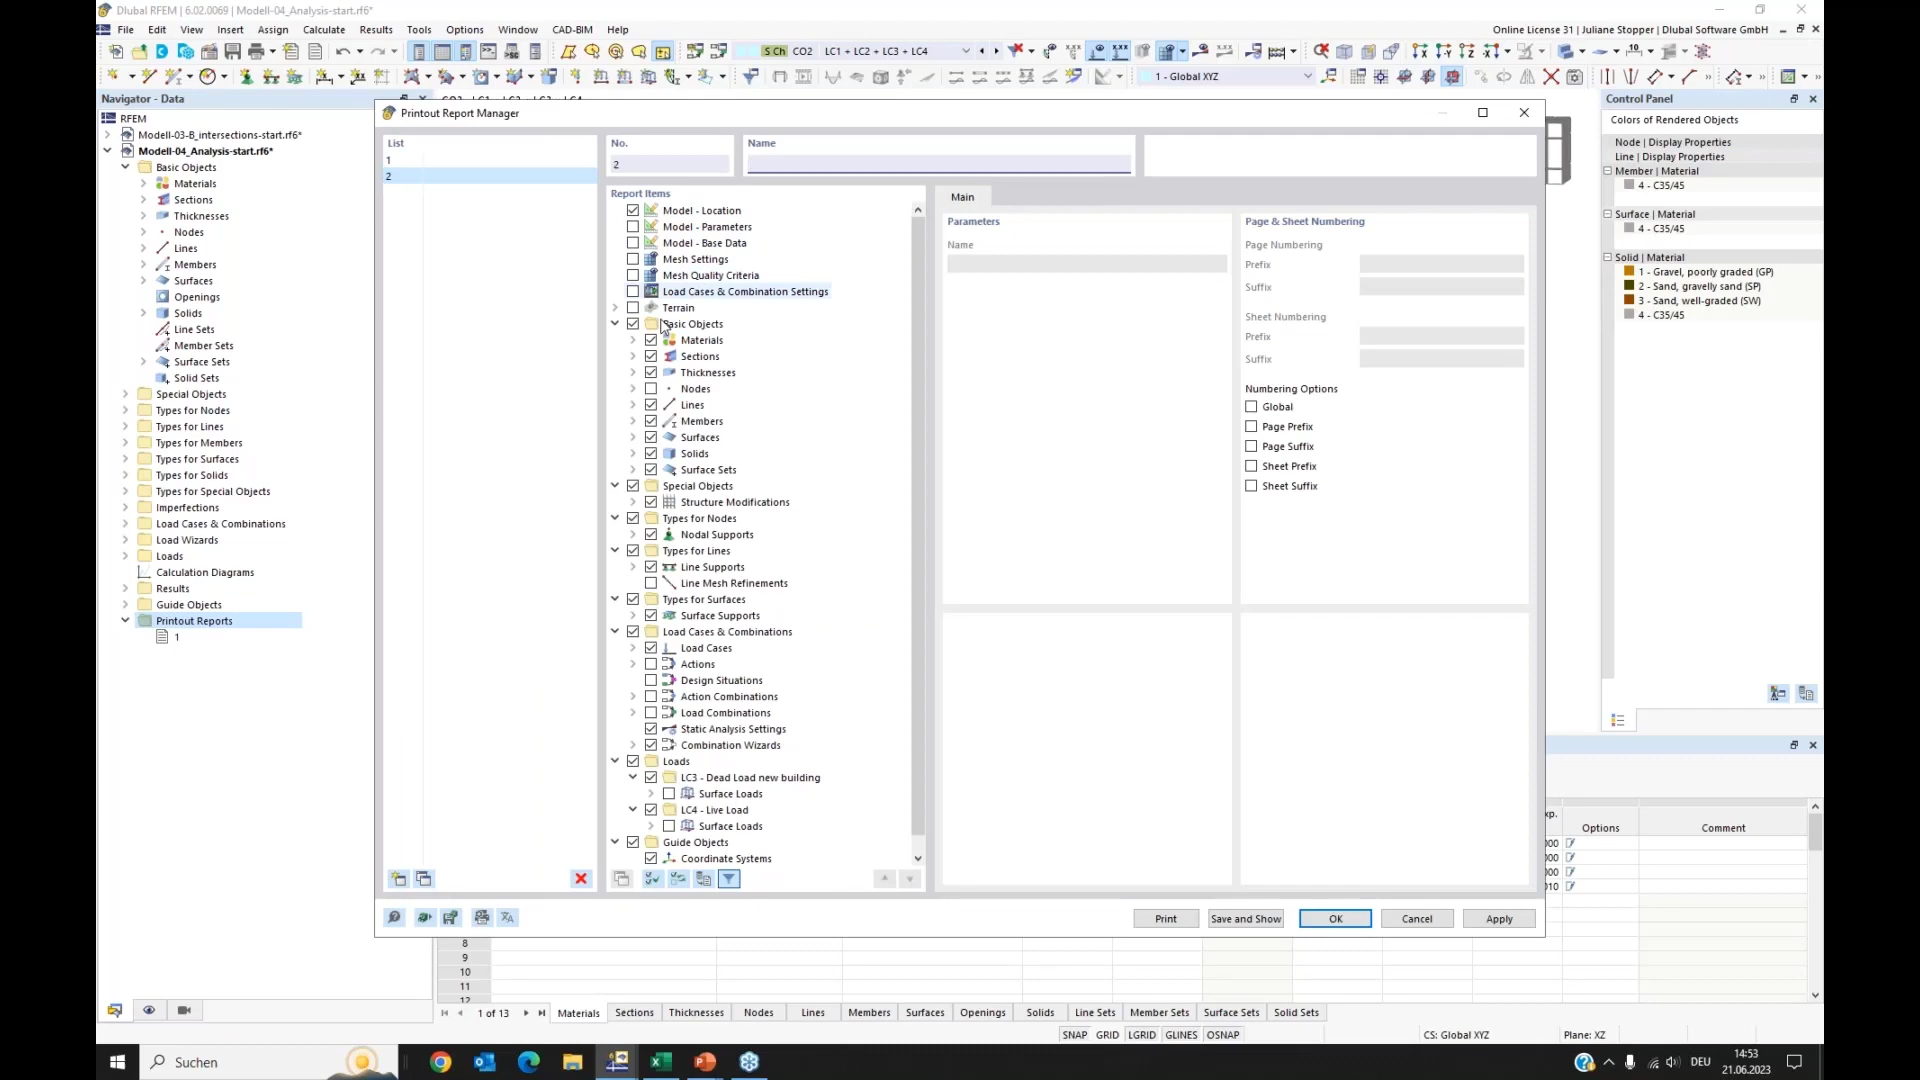 Dlubal RFEM | 6.02.0069 | Modell-04_Analysis-start.rf6*
File Edit View Insert Assign Calculate Results Tools Options Window CAD-BIM Help
Online License 31 | Juliane Stopper | Dlubal Software GmbH
S Ch CO2 LC1 + LC2 + LC3 + LC4
1 - Global XYZ
Navigator - Data
RFEM
Modell-03-B_intersections-start.rf6*
Modell-04_Analysis-start.rf6*
Basic Objects
Materials
Sections
Thicknesses
Nodes
Lines
Members
Surfaces
Openings
Solids
Line Sets
Member Sets
Surface Sets
Solid Sets
Special Objects
Types for Nodes
Types for Lines
Types for Members
Types for Surfaces
Types for Solids
Types for Special Objects
Imperfections
Load Cases & Combinations
Load Wizards
Loads
Calculation Diagrams
Results
Guide Objects
Printout Reports
1
Printout Report Manager
List
1
2
No.
2
Name
Report Items
Model - Location
Model - Parameters
Model - Base Data
Mesh Settings
Mesh Quality Criteria
Load Cases & Combination Settings
Terrain
Basic Objects
Materials
Sections
Thicknesses
Nodes
Lines
Members
Surfaces
Solids
Surface Sets
Special Objects
Structure Modifications
Types for Nodes
Nodal Supports
Types for Lines
Line Supports
Line Mesh Refinements
Types for Surfaces
Surface Supports
Load Cases & Combinations
Load Cases
Actions
Design Situations
Action Combinations
Load Combinations
Static Analysis Settings
Combination Wizards
Loads
LC3 - Dead Load new building
Surface Loads
LC4 - Live Load
Surface Loads
Guide Objects
Coordinate Systems
Main
Parameters
Name
Page & Sheet Numbering
Page Numbering
Prefix
Suffix
Sheet Numbering
Prefix
Suffix
Numbering Options
Global
Page Prefix
Page Suffix
Sheet Prefix
Sheet Suffix
Print Save and Show OK Cancel Apply
Control Panel
Colors of Rendered Objects
Node | Display Properties
Line | Display Properties
Member | Material
4 - C35/45
Surface | Material
4 - C35/45
Solid | Material
1 - Gravel, poorly graded (GP)
2 - Sand, gravelly sand (SP)
3 - Sand, well-graded (SW)
4 - C35/45
Options Comment
8
9
10
11
12
1 of 13 Materials Sections Thicknesses Nodes Lines Members Surfaces Openings Solids Line Sets Member Sets Surface Sets Solid Sets
SNAP GRID LGRID GLINES OSNAP CS: Global XYZ Plane: XZ
Suchen
DEU
14:53
21.06.2023